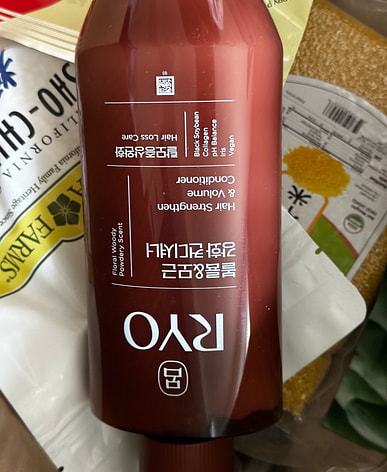 呂
RYO
볼륨&모근
강화 컨디셔너
Hair Strengthen
& Volume
Conditioner
Floral Woody
Powdery Scent
탈모증상완화
Hair Loss Care
Black Soybean
Collagen
pH Balance
Iris
Vegan
FARMS